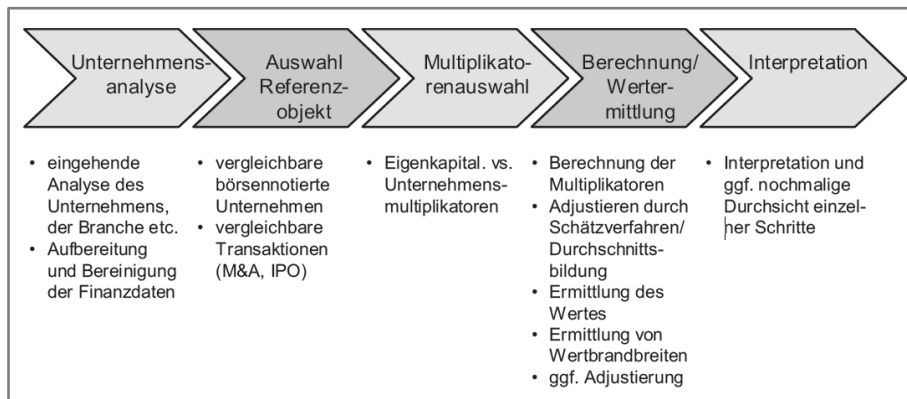 Unternehmens-
analyse
Auswahl
Referenz-
objekt
Multiplikato-
renauswahl
Berechnung/
Werter-
mittlung
Interpretation
• eingehende
Analyse des
Unternehmens,
der Branche etc.
• Aufbereitung
und Bereinigung
der Finanzdaten
• vergleichbare
börsennotierte
Unternehmen
• vergleichbare
Transaktionen
(M&A, IPO)
• Eigenkapital. vs.
Unternehmens-
multiplikatoren
• Berechnung der
Multiplikatoren
• Adjustieren durch
Schätzverfahren/
Durchschnitts-
bildung
• Ermittlung des
Wertes
• Ermittlung von
Wertbrandbreiten
• ggf. Adjustierung
• Interpretation und
ggf. nochmalige
Durchsicht einzel-
ner Schritte